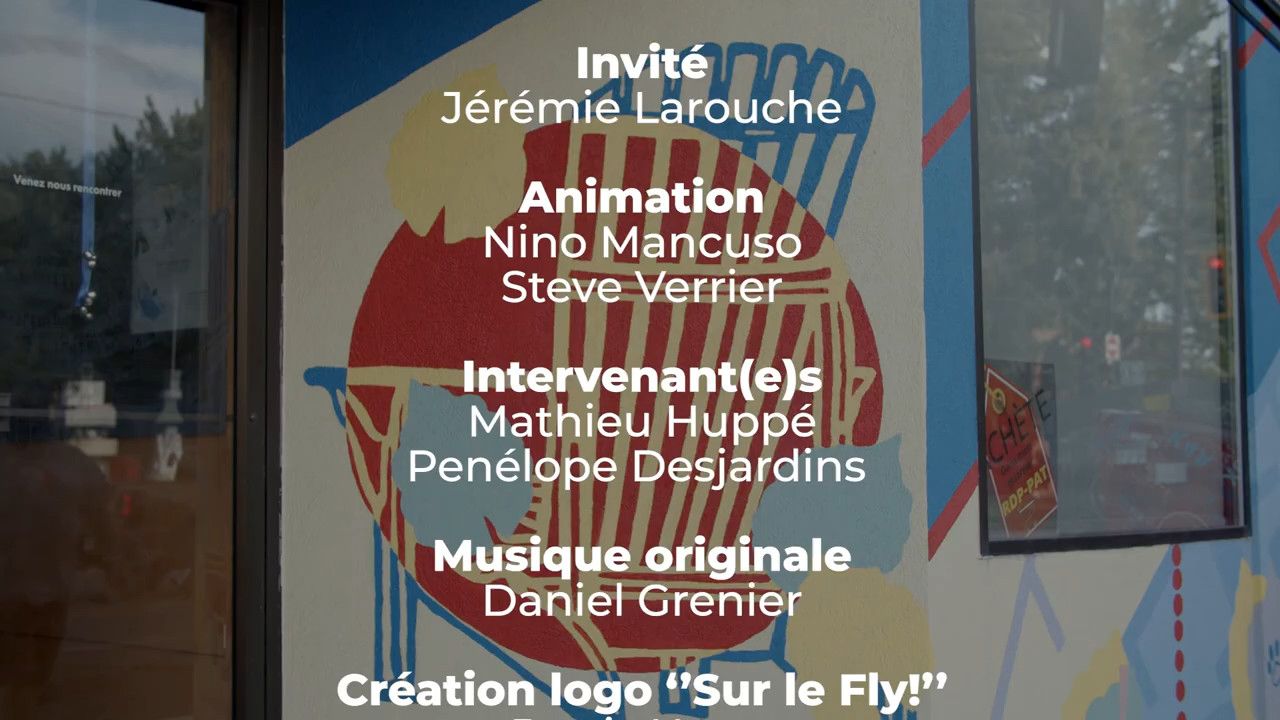 Invité
Jérémie Larouche
Animation
Nino Mancuso
Steve Verrier
Intervenant(e)s
Mathieu Huppé
Penélope Desjardins
Musique originale
Daniel Grenier
Création logo ‘’Sur le Fly!’’
Venez nous rencontrer
CHÈTE
RDP-PAT